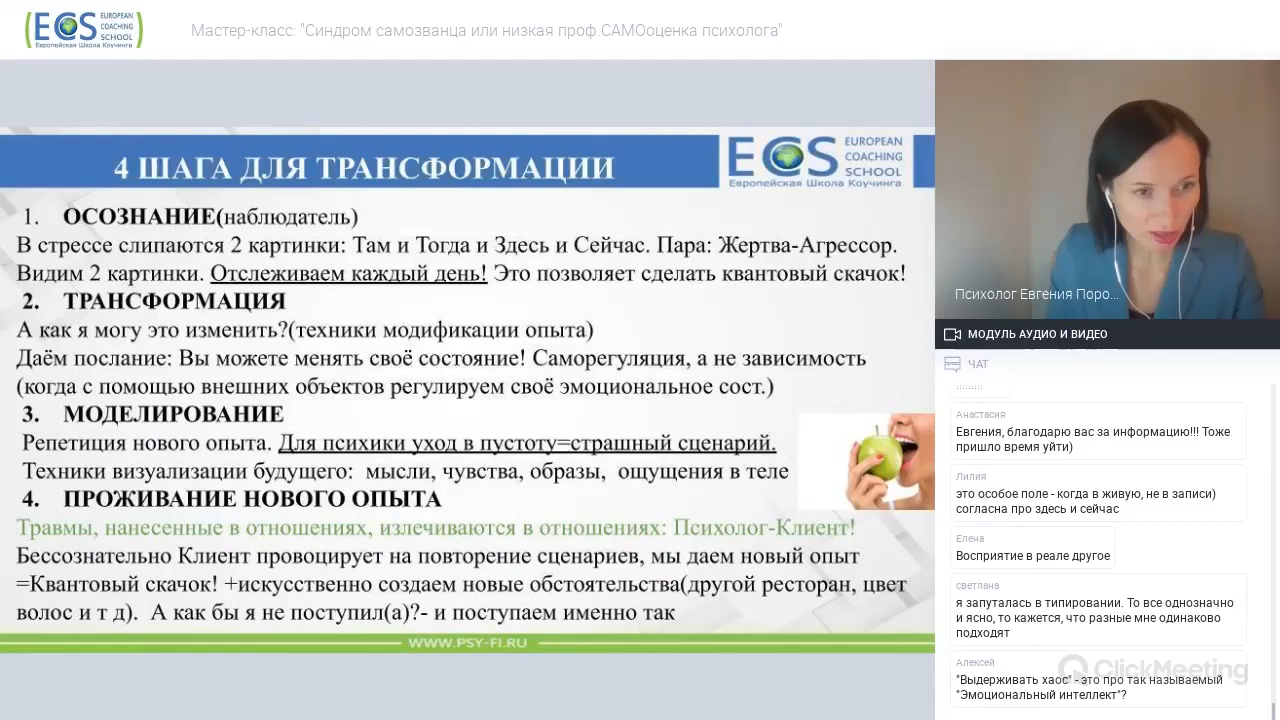 ECS EUROPEAN
COACHING
SCHOOL
Европейская Школа Коучинга
Мастер-класс: "Синдром самозванца или низкая проф.САМОоценка психолога"
4 ШАГА ДЛЯ ТРАНСФОРМАЦИИ
ECS EUROPEAN
COACHING
SCHOOL
Европейская Школа Коучинга
1. ОСОЗНАНИЕ(наблюдатель)
В стрессе слипаются 2 картинки: Там и Тогда и Здесь и Сейчас. Пара: Жертва-Агрессор.
Видим 2 картинки. Отслеживаем каждый день! Это позволяет сделать квантовый скачок!
2. ТРАНСФОРМАЦИЯ
А как я могу это изменить?(техники модификации опыта)
Даём послание: Вы можете менять своё состояние! Саморегуляция, а не зависимость
(когда с помощью внешних объектов регулируем своё эмоциональное сост.)
3. МОДЕЛИРОВАНИЕ
Репетиция нового опыта. Для психики уход в пустоту=страшный сценарий.
Техники визуализации будущего: мысли, чувства, образы, ощущения в теле
4. ПРОЖИВАНИЕ НОВОГО ОПЫТА
Травмы, нанесенные в отношениях, излечиваются в отношениях: Психолог-Клиент!
Бессознательно Клиент провоцирует на повторение сценариев, мы даем новый опыт
=Квантовый скачок! +искусственно создаем новые обстоятельства(другой ресторан, цвет
волос и т д). А как бы я не поступил(а)?- и поступаем именно так
WWW.PSY-FI.RU
Психолог Евгения Поро...
МОДУЛЬ АУДИО И ВИДЕО
ЧАТ
Анастасия
Евгения, благодарю вас за информацию!!! Тоже
пришло время уйти)
Лилия
это особое поле - когда в живую, не в записи)
согласна про здесь и сейчас
Елена
Восприятие в реале другое
светлана
я запуталась в типировании. То все однозначно
и ясно, то кажется, что разные мне одинаково
подходят
Алексей
"Выдерживать хаос" - это про так называемый
"Эмоциональный интеллект"?
ClickMeeting